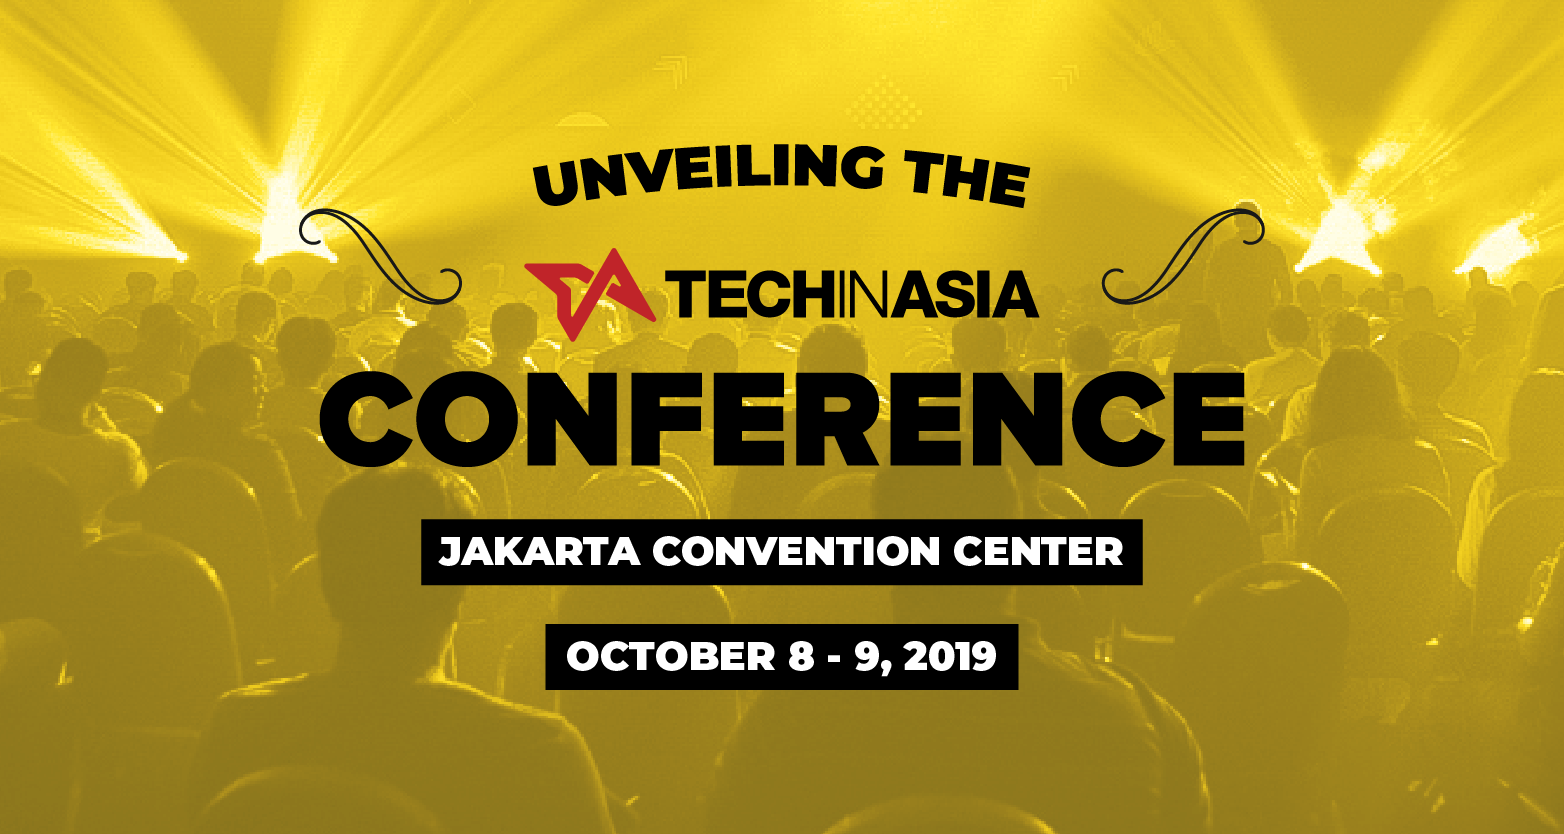 UNVEILING THE
TECHINASIA
CONFERENCE
JAKARTA CONVENTION CENTER
OCTOBER 8 - 9, 2019